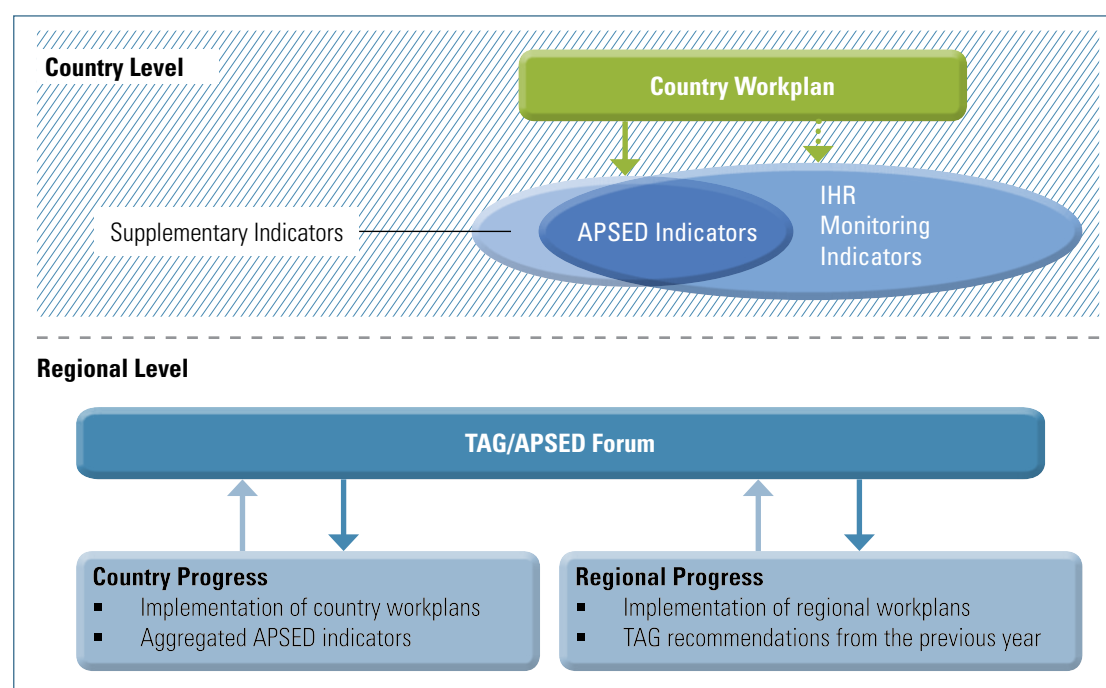 Country Level
Country Workplan
Supplementary Indicators
APSED Indicators
IHR
Monitoring
Indicators
Regional Level
TAG/APSED Forum
Country Progress
▪ Implementation of country workplans
▪ Aggregated APSED indicators
Regional Progress
▪ Implementation of regional workplans
▪ TAG recommendations from the previous year